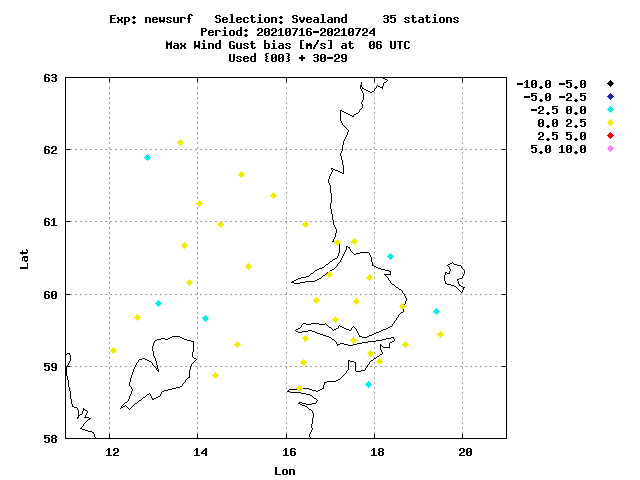 Exp: newsurf   Selection: Svealand     35 stations
Period: 20210716-20210724
Max Wind Gust bias [m/s] at  06 UTC
Used {00} + 30-29
-10.0 -5.0
-5.0 -2.5
-2.5 0.0
0.0 2.5
2.5 5.0
5.0 10.0
63
62
61
60
59
58
Lat
12 14 16 18 20
Lon